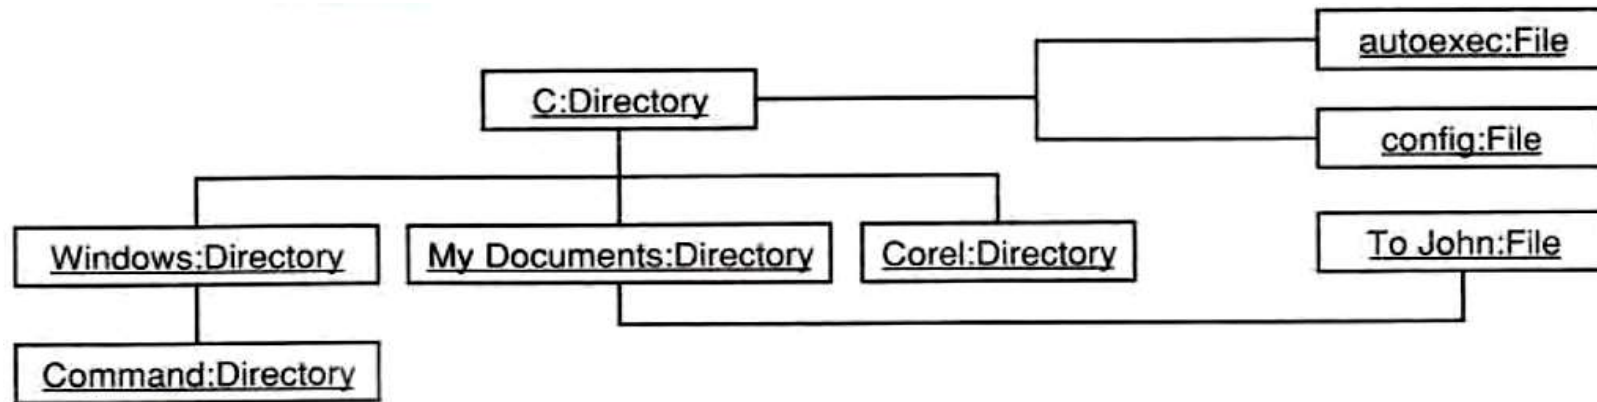 autoexec:File
C:Directory
config:File
Windows:Directory
My Documents:Directory
Corel:Directory
To John:File
Command:Directory